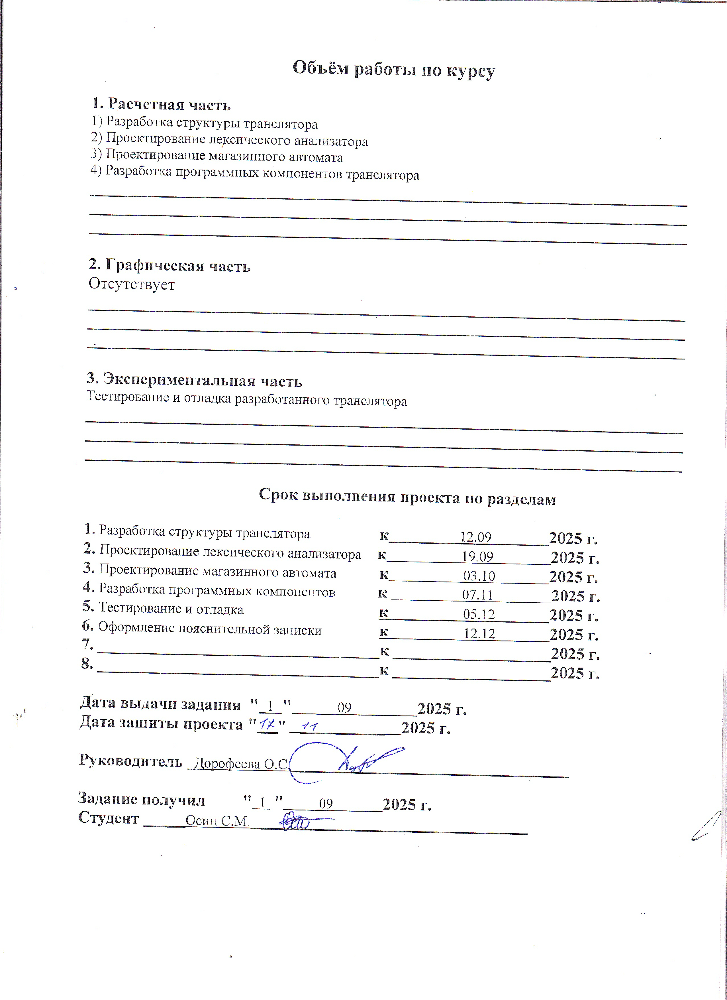 Объём работы по курсу
1. Расчетная часть
1) Разработка структуры транслятора
2) Проектирование лексического анализатора
3) Проектирование магазинного автомата
4) Разработка программных компонентов транслятора
2. Графическая часть
Отсутствует
3. Экспериментальная часть
Тестирование и отладка разработанного транслятора
Срок выполнения проекта по разделам
1. Разработка структуры транслятора к 12.09 2025 г.
2. Проектирование лексического анализатора к 19.09 2025 г.
3. Проектирование магазинного автомата к 03.10 2025 г.
4. Разработка программных компонентов к 07.11 2025 г.
5. Тестирование и отладка к 05.12 2025 г.
6. Оформление пояснительной записки к 12.12 2025 г.
7. к 2025 г.
8. к 2025 г.
Дата выдачи задания "1" 09 2025 г.
Дата защиты проекта "17" 11 2025 г.
Руководитель Дорофеева О.С.
Задание получил "1" 09 2025 г.
Студент Осин С.М.